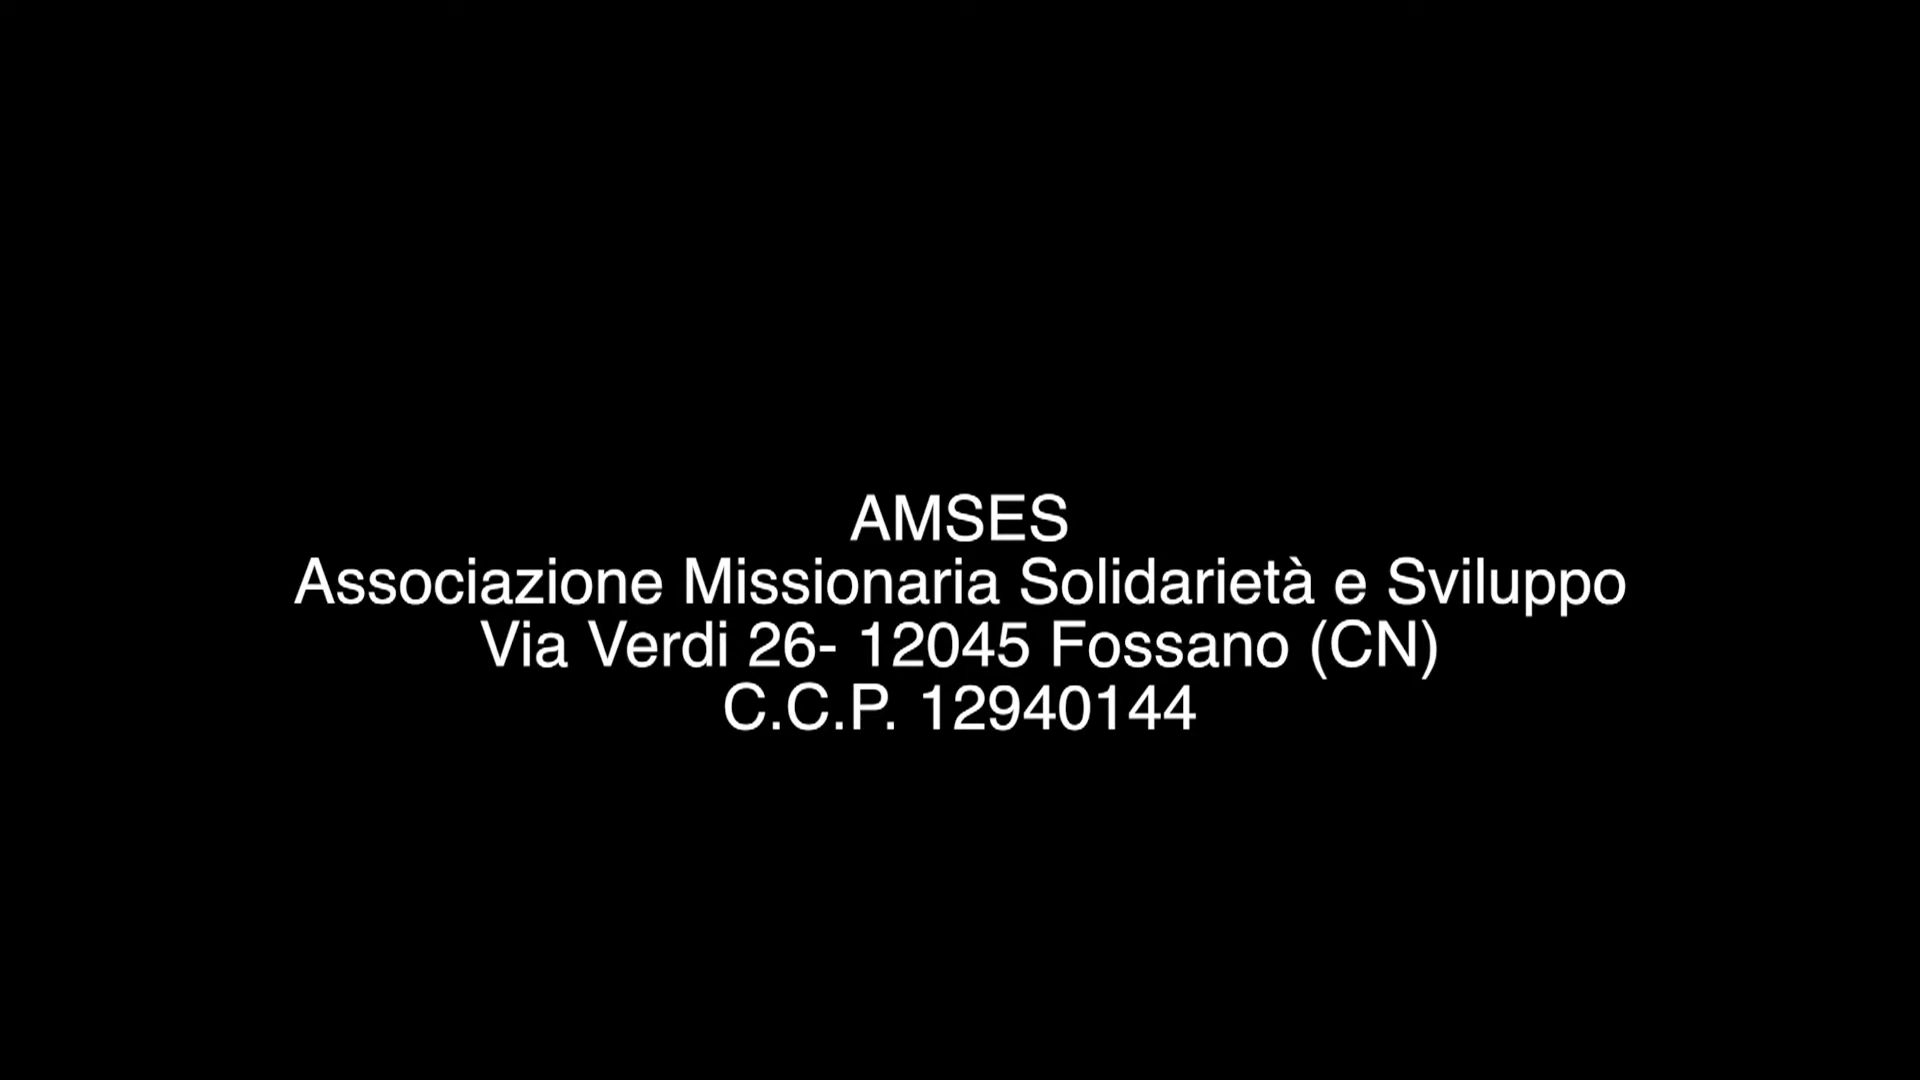 AMSES
Associazione Missionaria Solidarietà e Sviluppo
Via Verdi 26- 12045 Fossano (CN)
C.C.P. 12940144